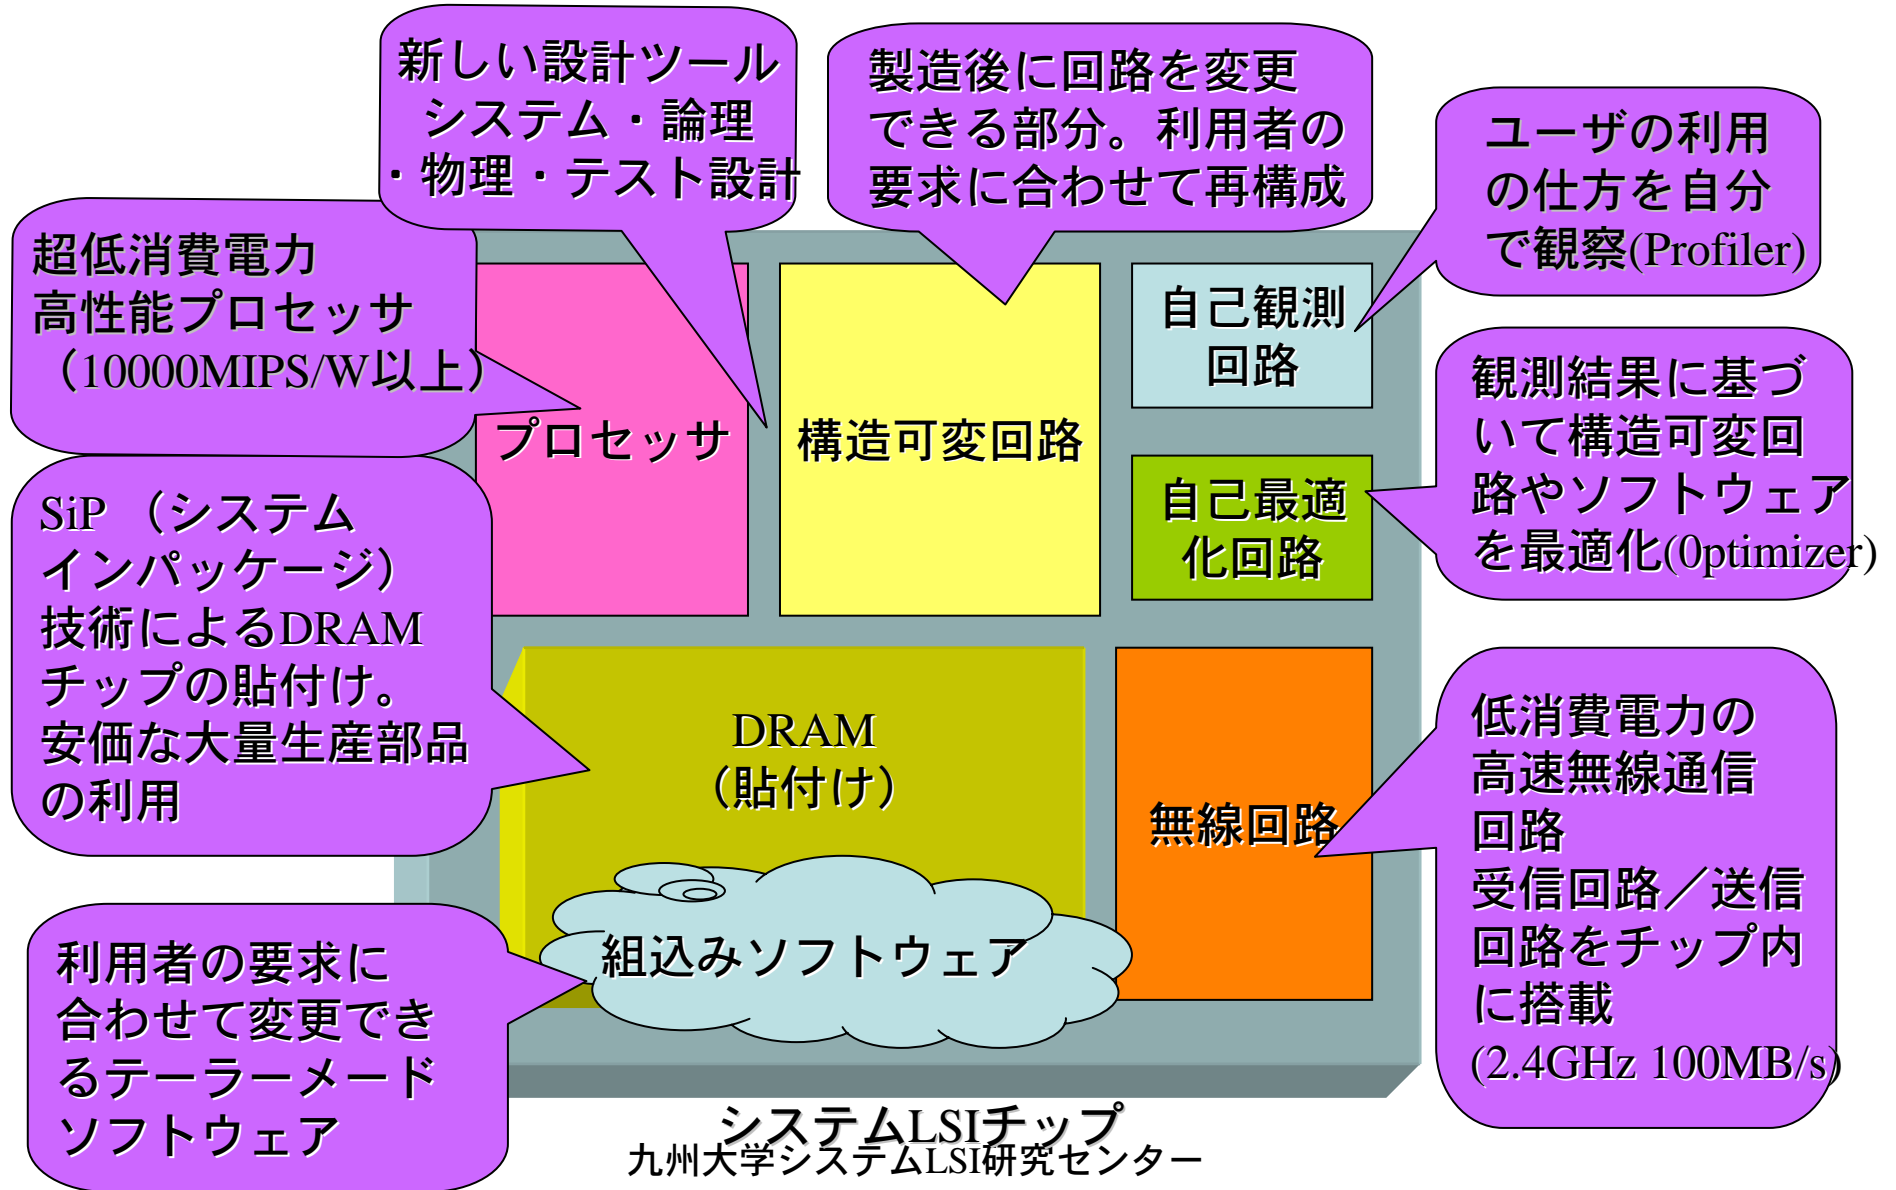 新しい設計ツール
システム・論理
・物理・テスト設計
製造後に回路を変更
できる部分。利用者の
要求に合わせて再構成
ユーザの利用
の仕方を自分
で観察(Profiler)
超低消費電力
高性能プロセッサ
（10000MIPS/W以上）
プロセッサ
構造可変回路
自己観測
回路
観測結果に基づ
いて構造可変回
路やソフトウェア
を最適化(0ptimizer)
自己最適
化回路
SiP （システム
インパッケージ）
技術によるDRAM
チップの貼付け。
安価な大量生産部品
の利用
DRAM
（貼付け）
無線回路
低消費電力の
高速無線通信
回路
受信回路／送信
回路をチップ内
に搭載
(2.4GHz 100MB/s)
組込みソフトウェア
利用者の要求に
合わせて変更でき
るテーラーメード
ソフトウェア
システムLSIチップ
九州大学システムLSI研究センター